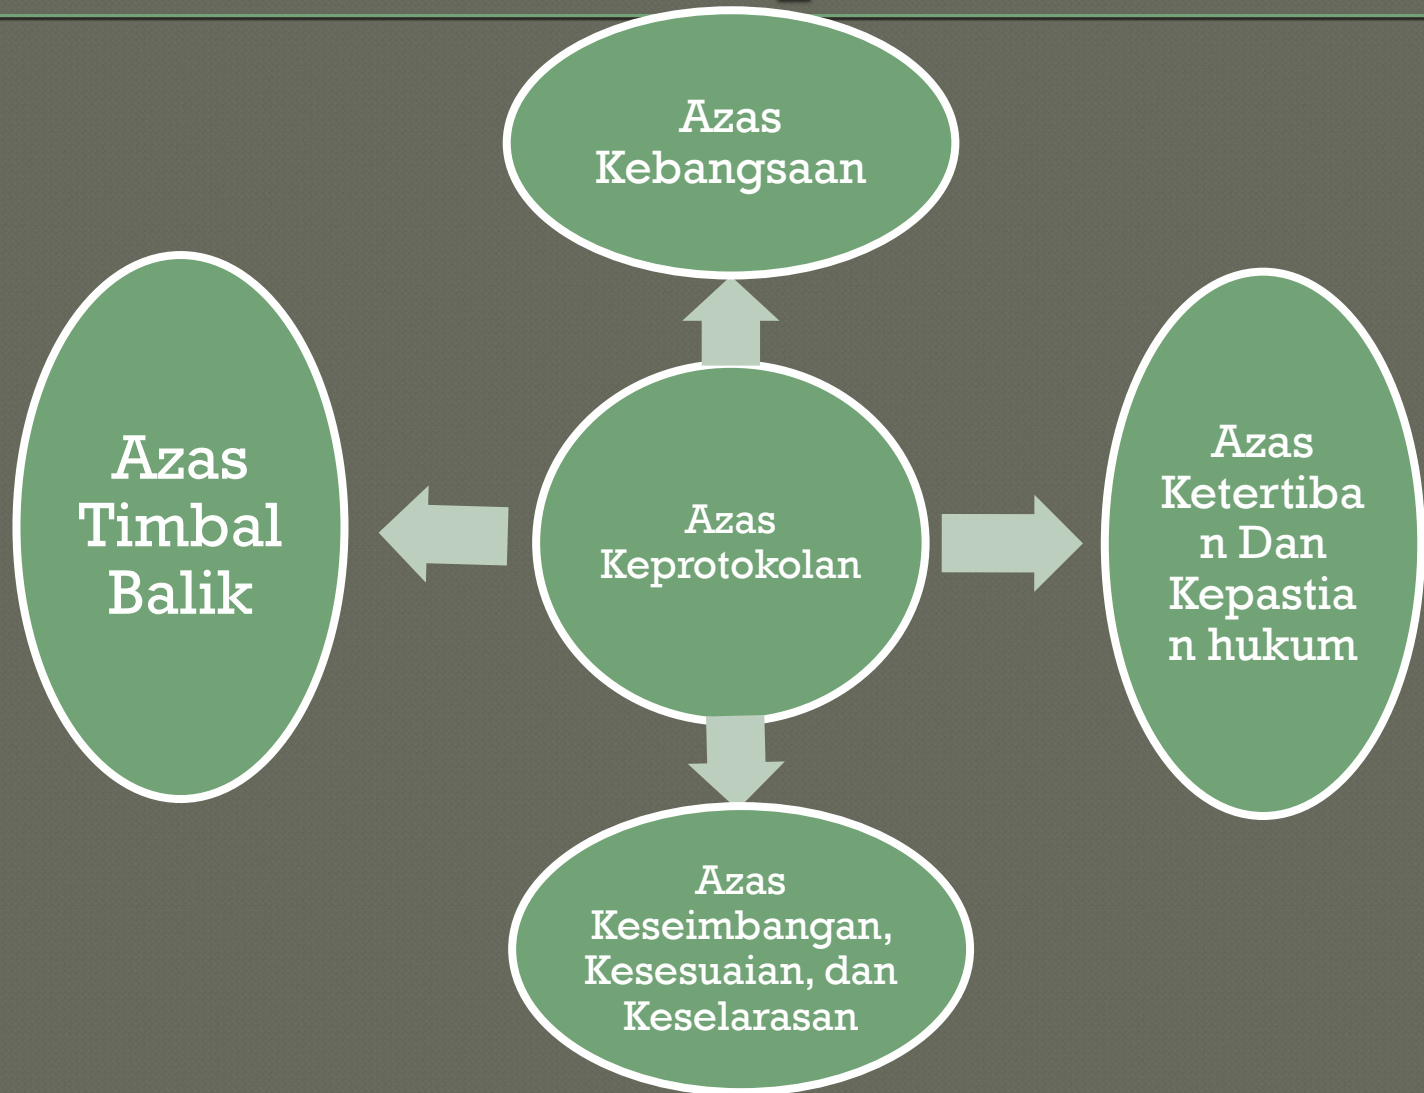 Azas
Kebangsaan
Azas
Timbal
Balik
Azas
Keprotokolan
Azas
Ketertiba
n Dan
Kepastia
n hukum
Azas
Keseimbangan,
Kesesuaian, dan
Keselarasan